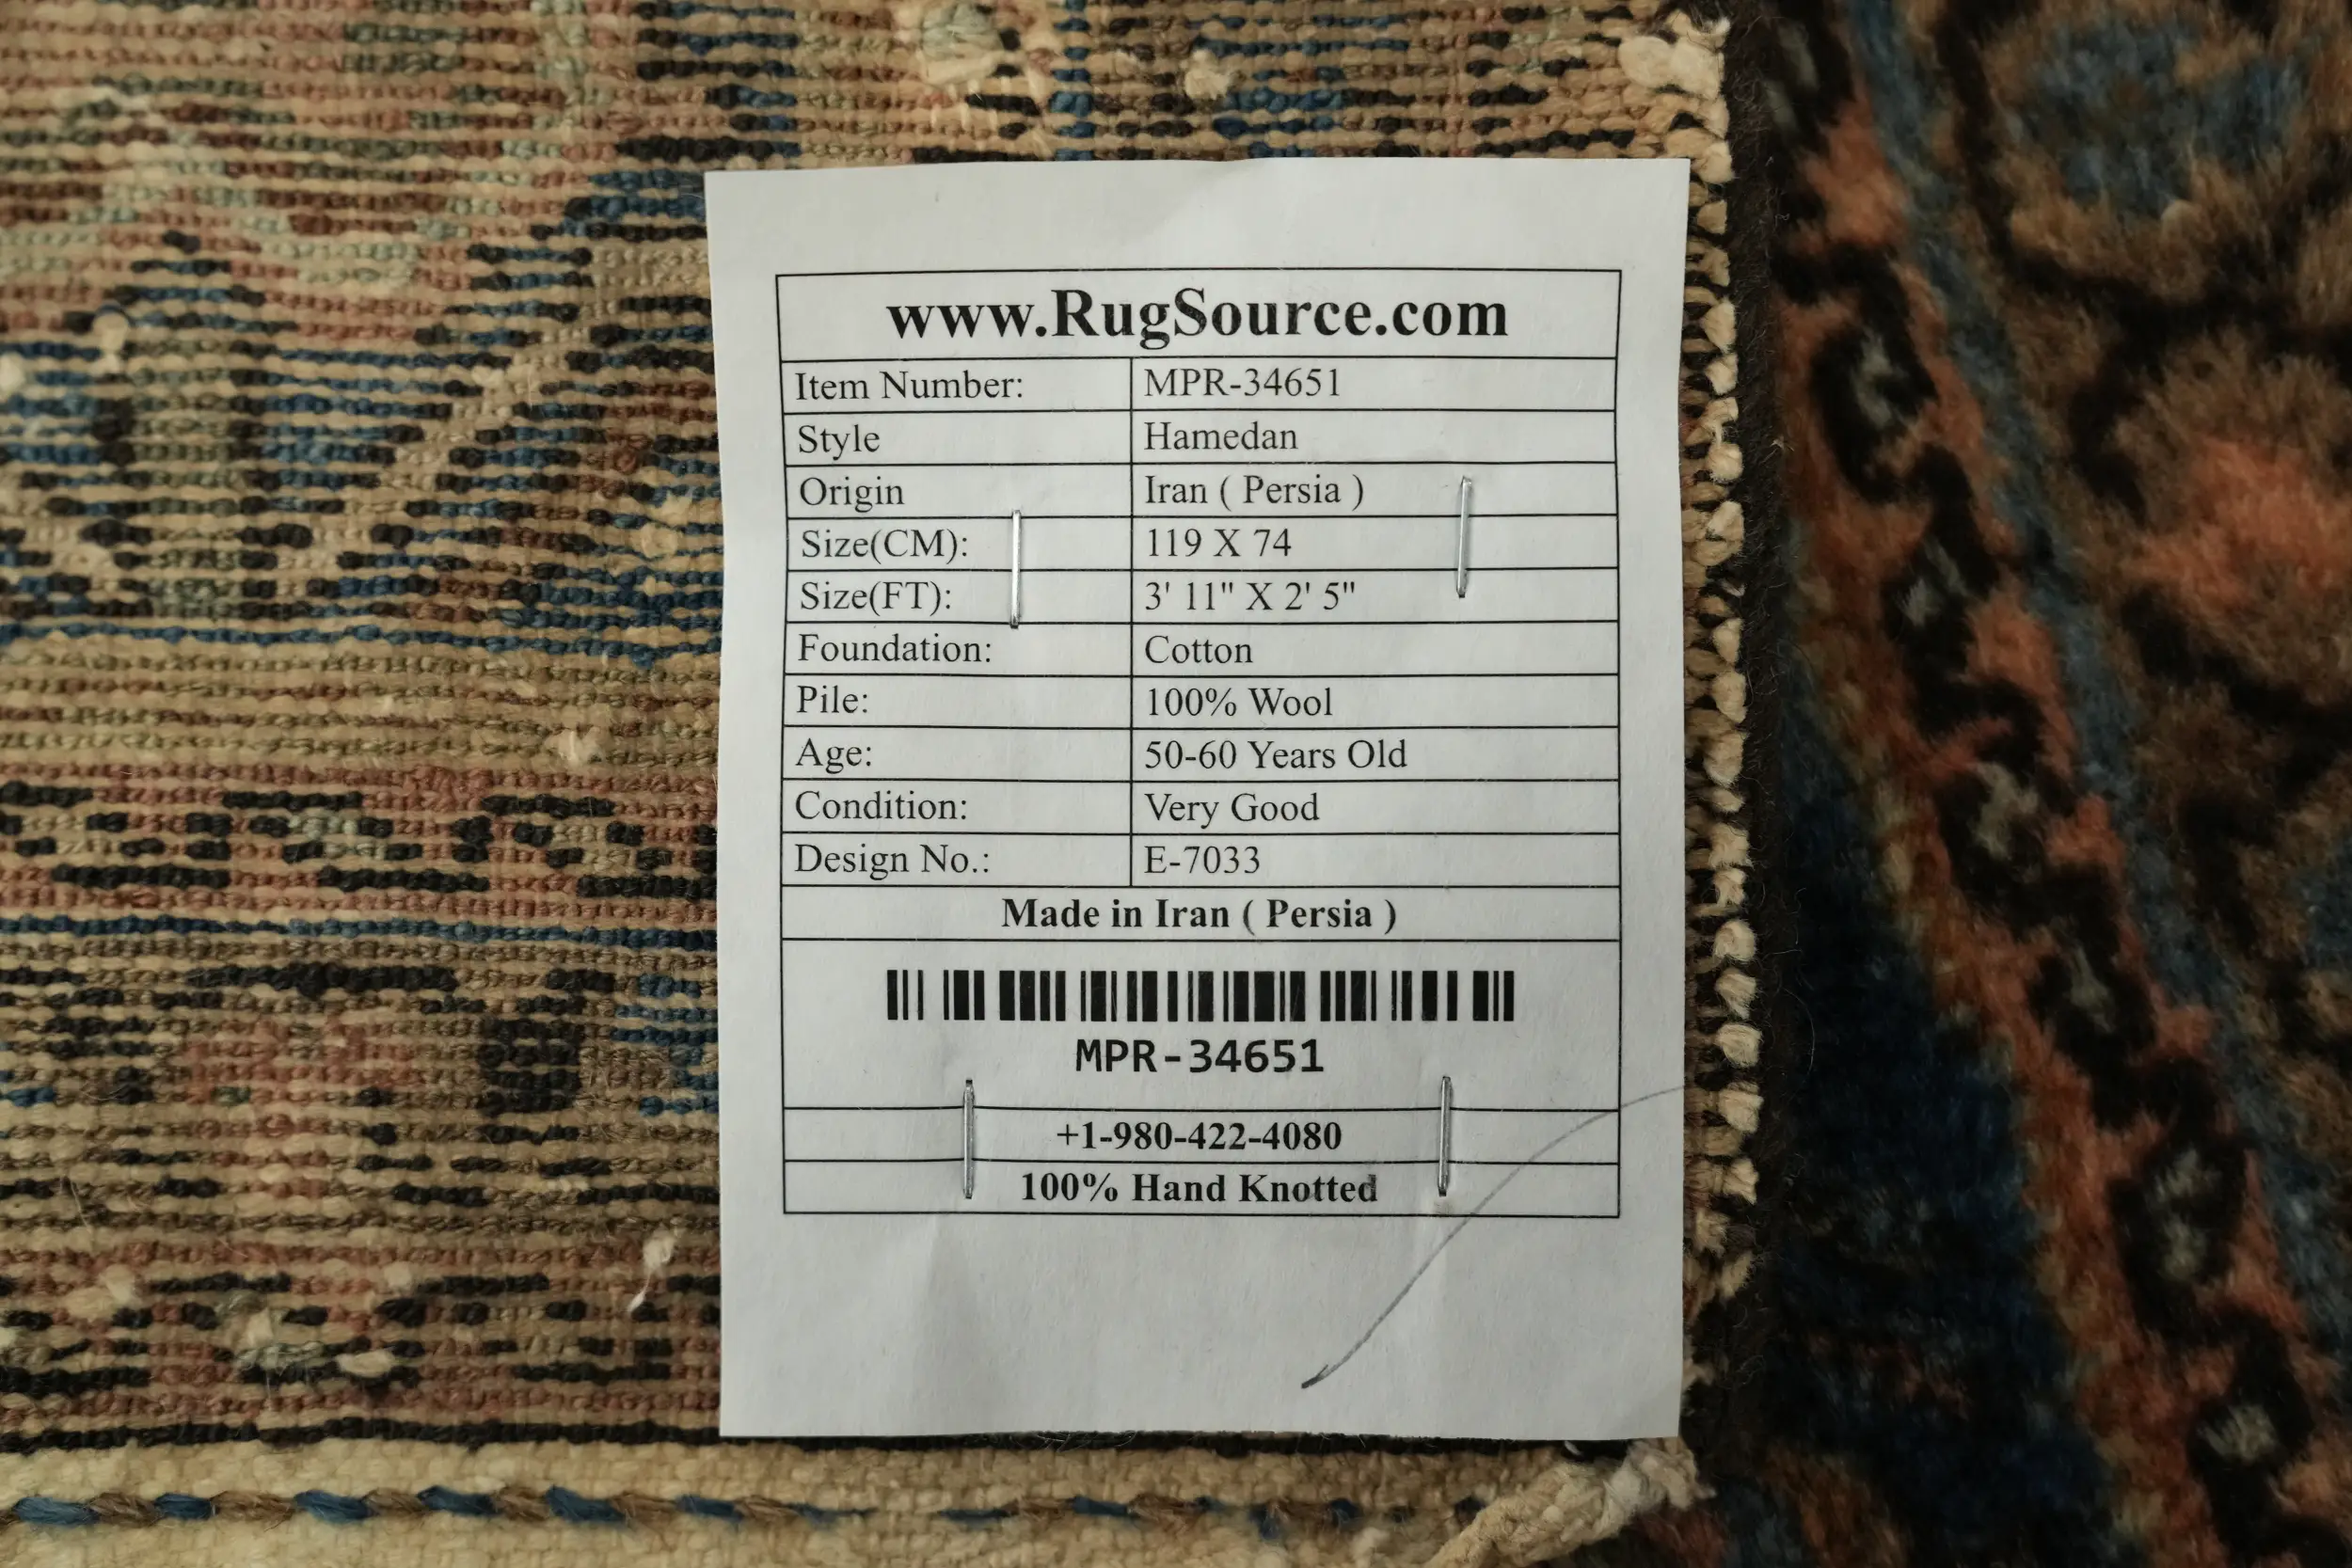 www.RugSource.com
Item Number: MPR-34651
Style Hamedan
Origin Iran ( Persia )
Size(CM): 119 X 74
Size(FT): 3' 11" X 2' 5"
Foundation: Cotton
Pile: 100% Wool
Age: 50-60 Years Old
Condition: Very Good
Design No.: E-7033
Made in Iran ( Persia )
MPR-34651
+1-980-422-4080
100% Hand Knotted